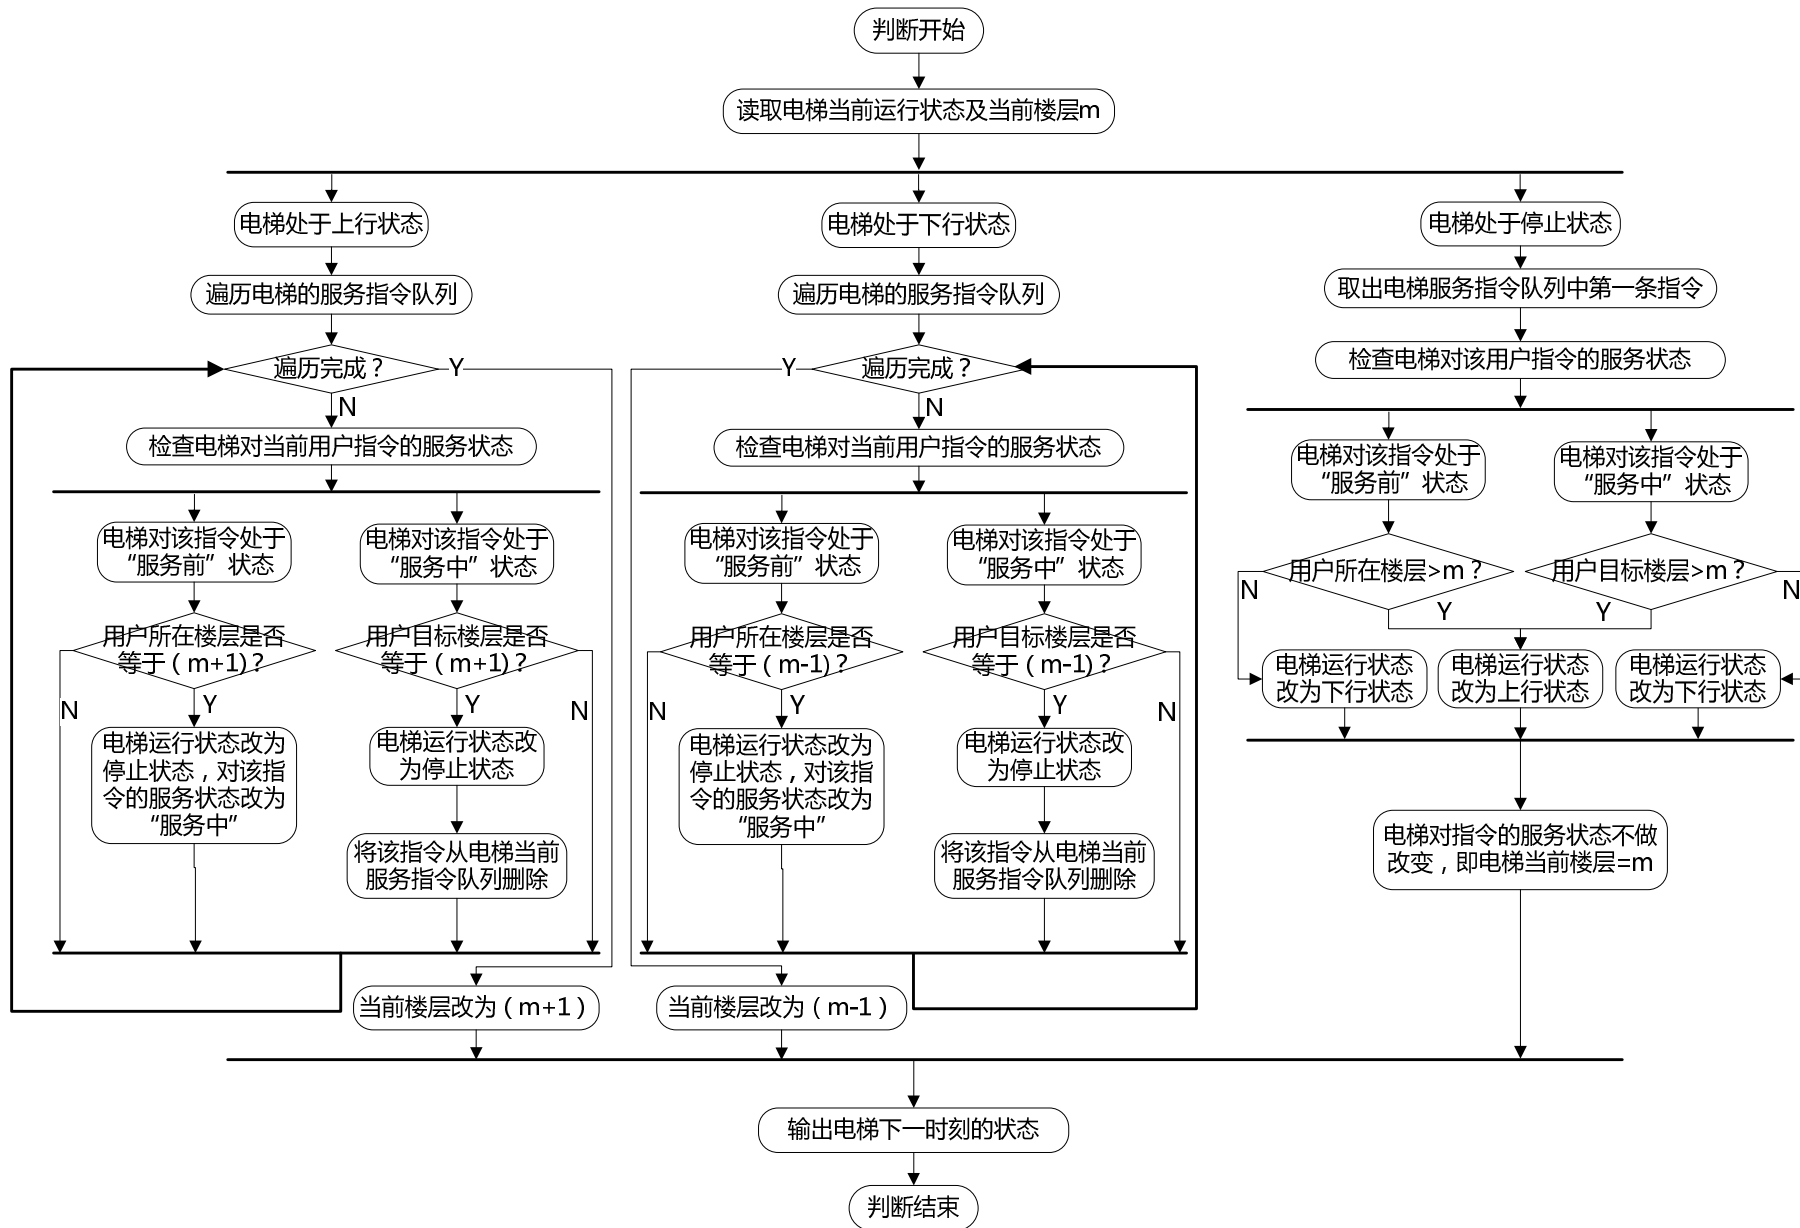 判断开始
读取电梯当前运行状态及当前楼层m
电梯处于上行状态
遍历电梯的服务指令队列
遍历完成？
Y
N
检查电梯对当前用户指令的服务状态
电梯对该指令处于
“服务前”状态
电梯对该指令处于
“服务中”状态
用户所在楼层是否
等于（m+1)？
用户目标楼层是否
等于（m+1)？
N
Y
Y
N
电梯运行状态改为
停止状态，对该指
令的服务状态改为
“服务中”
电梯运行状态改
为停止状态
将该指令从电梯当前
服务指令队列删除
当前楼层改为（m+1）
电梯处于下行状态
遍历电梯的服务指令队列
Y
遍历完成？
N
检查电梯对当前用户指令的服务状态
电梯对该指令处于
“服务前”状态
电梯对该指令处于
“服务中”状态
用户所在楼层是否
等于（m-1)？
用户目标楼层是否
等于（m-1)？
N
Y
Y
N
电梯运行状态改为
停止状态，对该指
令的服务状态改为
“服务中”
电梯运行状态改
为停止状态
将该指令从电梯当前
服务指令队列删除
当前楼层改为（m-1）
电梯处于停止状态
取出电梯服务指令队列中第一条指令
检查电梯对该用户指令的服务状态
电梯对该指令处于
“服务前”状态
电梯对该指令处于
“服务中”状态
用户所在楼层>m？
用户目标楼层>m？
N
Y
Y
N
电梯运行状态
改为下行状态
电梯运行状态
改为上行状态
电梯运行状态
改为下行状态
电梯对指令的服务状态不做
改变，即电梯当前楼层=m
输出电梯下一时刻的状态
判断结束